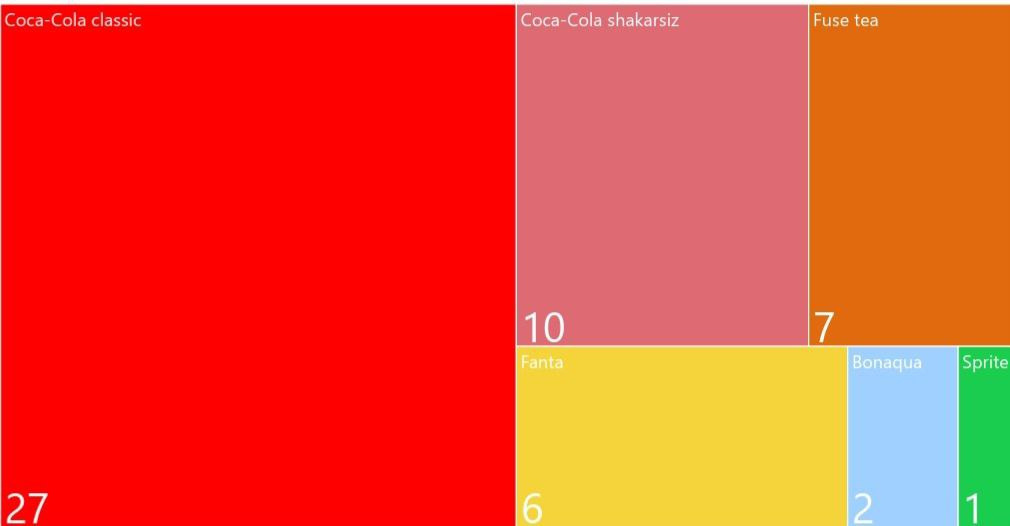 Coca-Cola classic
27
Coca-Cola shakarsiz
10
Fuse tea
7
Fanta
6
Bonaqua
2
Sprite
1